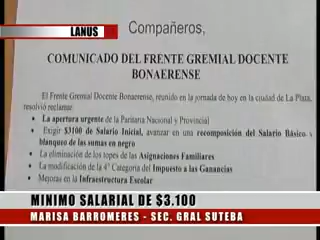 LANUS
Compañeros,
COMUNICADO DEL FRENTE GREMIAL DOCENTE
BONAERENSE
El Frente Gremial Docente Bonaerense, reunido en la jornada de hoy en la ciudad de La Plata,
resolvió reclamar:
• La apertura urgente de la Paritaria Nacional y Provincial
• Exigir $3100 de Salario Inicial, avanzar en una recomposición del Salario Básico y
blanqueo de las sumas en negro
• La eliminación de los topes de las Asignaciones Familiares
• La modificación de la 4° Categoría del Impuesto a las Ganancias
• Mejoras en la Infraestructura Escolar
MINIMO SALARIAL DE $3.100
MARISA BARROMERES - SEC. GRAL SUTEBA